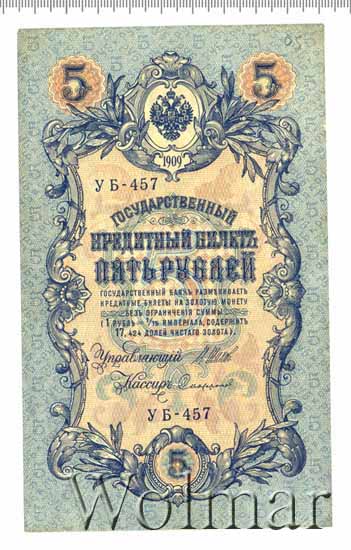 5 5
1909
УБ-457
ГОСУДАРСТВЕННЫЙ
КРЕДИТНЫЙ БИЛЕТЪ
ПЯТЬ РУБЛЕЙ
ГОСУДАРСТВЕННЫЙ БАНКЪ РАЗМѢНИВАЕТЪ
КРЕДИТНЫЕ БИЛЕТЫ НА ЗОЛОТУЮ МОНЕТУ
БЕЗЪ ОГРАНИЧЕНІЯ СУММЫ
(1 РУБЛЬ = 1/15 ИМПЕРІАЛА, СОДЕРЖИТЪ
17,424 ДОЛЕЙ ЧИСТАГО ЗОЛОТА).
Управляющій
Кассиръ
УБ-457
5
Wolmar